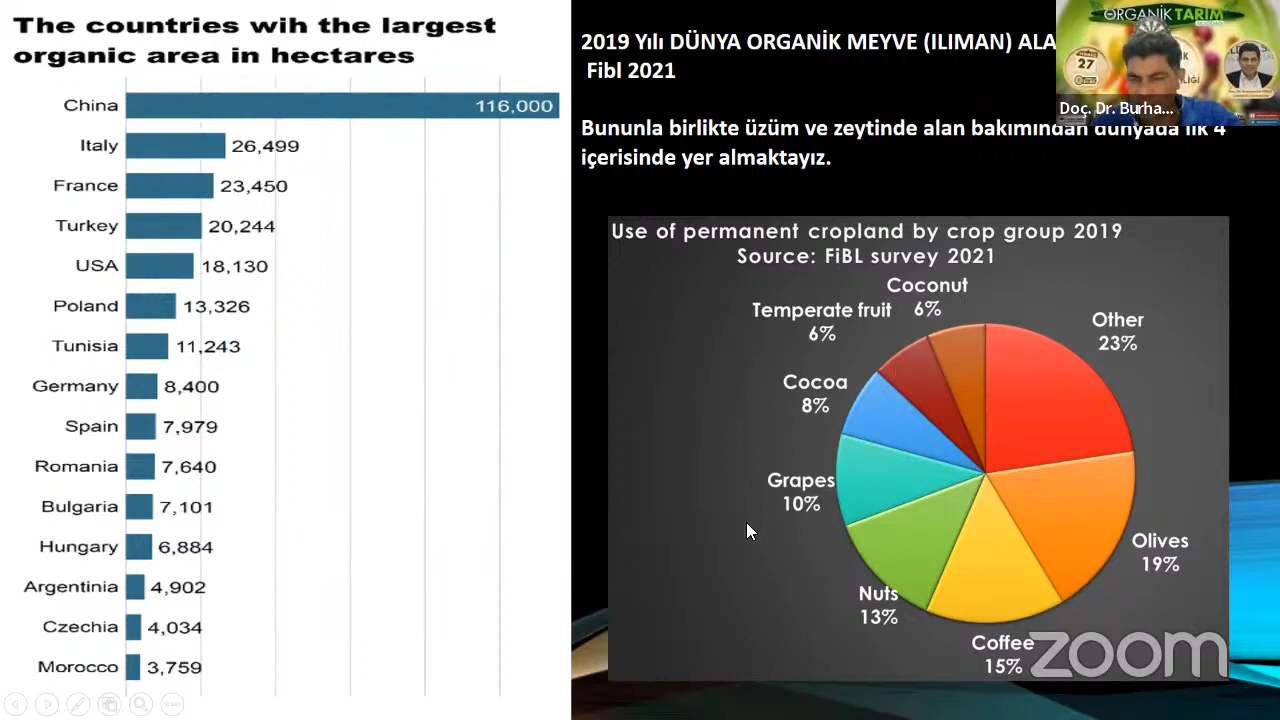 The countries wih the largest
organic area in hectares
China 116,000
Italy 26,499
France 23,450
Turkey 20,244
USA 18,130
Poland 13,326
Tunisia 11,243
Germany 8,400
Spain 7,979
Romania 7,640
Bulgaria 7,101
Hungary 6,884
Argentinia 4,902
Czechia 4,034
Morocco 3,759
2019 Yılı DÜNYA ORGANİK MEYVE (ILIMAN) ALA
Fibl 2021
Bununla birlikte üzüm ve zeytinde alan bakımından dünyada ilk 4
içerisinde yer almaktayız.
ORGANİK TARIM
27
Doç. Dr. Burha...
Use of permanent cropland by crop group 2019
Source: FiBL survey 2021
Coconut
6%
Temperate fruit
6%
Other
23%
Cocoa
8%
Grapes
10%
Olives
19%
Nuts
13%
Coffee
15%
zoom